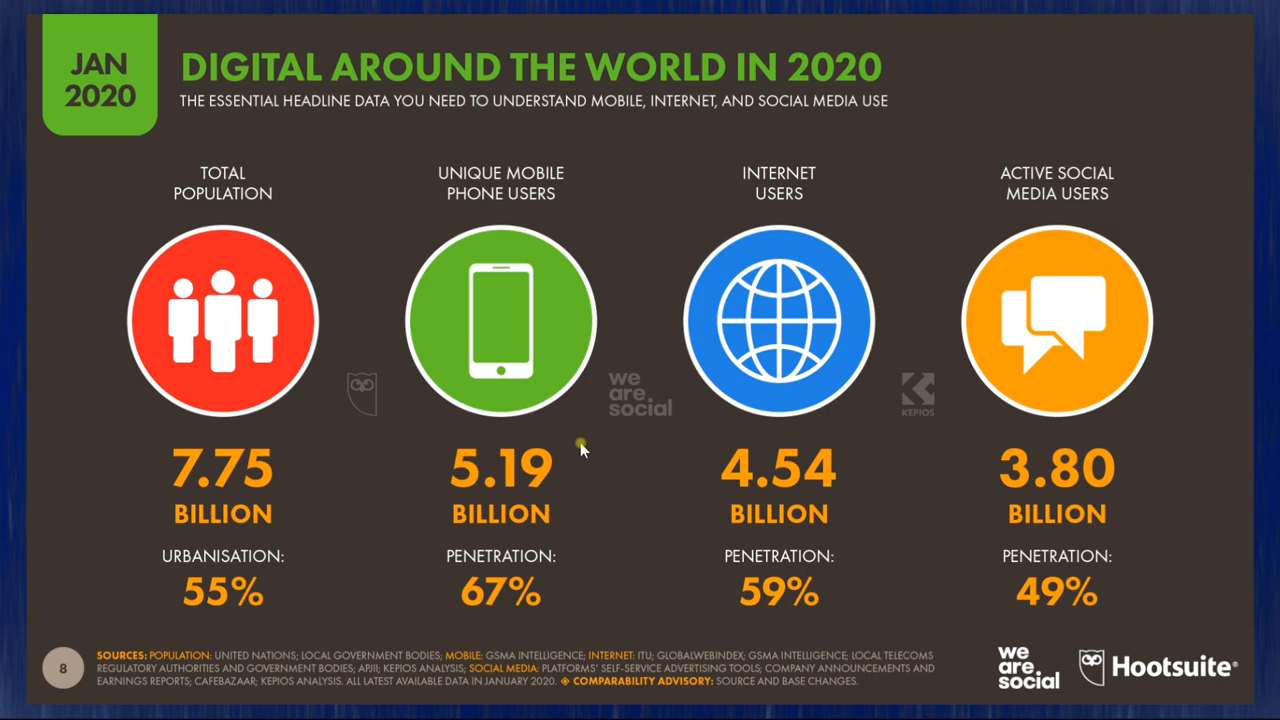 JAN
2020
DIGITAL AROUND THE WORLD IN 2020
THE ESSENTIAL HEADLINE DATA YOU NEED TO UNDERSTAND MOBILE, INTERNET, AND SOCIAL MEDIA USE
TOTAL
POPULATION
UNIQUE MOBILE
PHONE USERS
INTERNET
USERS
ACTIVE SOCIAL
MEDIA USERS
we
are
social
KEPIOS
7.75
BILLION
URBANISATION:
55%
5.19
BILLION
PENETRATION:
67%
4.54
BILLION
PENETRATION:
59%
3.80
BILLION
PENETRATION:
49%
8
SOURCES: POPULATION: UNITED NATIONS; LOCAL GOVERNMENT BODIES; MOBILE: GSMA INTELLIGENCE; INTERNET: ITU; GLOBALWEBINDEX; GSMA INTELLIGENCE; LOCAL TELECOMS
REGULATORY AUTHORITIES AND GOVERNMENT BODIES; APJII; KEPIOS ANALYSIS; SOCIAL MEDIA: PLATFORMS' SELF-SERVICE ADVERTISING TOOLS; COMPANY ANNOUNCEMENTS AND
EARNINGS REPORTS; CAFEBAZAAR; KEPIOS ANALYSIS. ALL LATEST AVAILABLE DATA IN JANUARY 2020. ◈ COMPARABILITY ADVISORY: SOURCE AND BASE CHANGES.
we
are
social
Hootsuite®